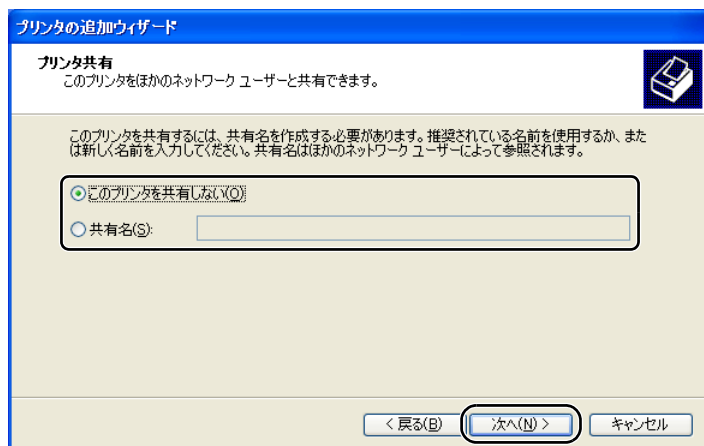 プリンタの追加ウィザード
プリンタ共有
このプリンタをほかのネットワーク ユーザーと共有できます。
このプリンタを共有するには、共有名を作成する必要があります。推奨されている名前を使用するか、また
は新しく名前を入力してください。共有名はほかのネットワーク ユーザーによって参照されます。
このプリンタを共有しない(O)
共有名(S):
< 戻る(B) 次へ(N) > キャンセル